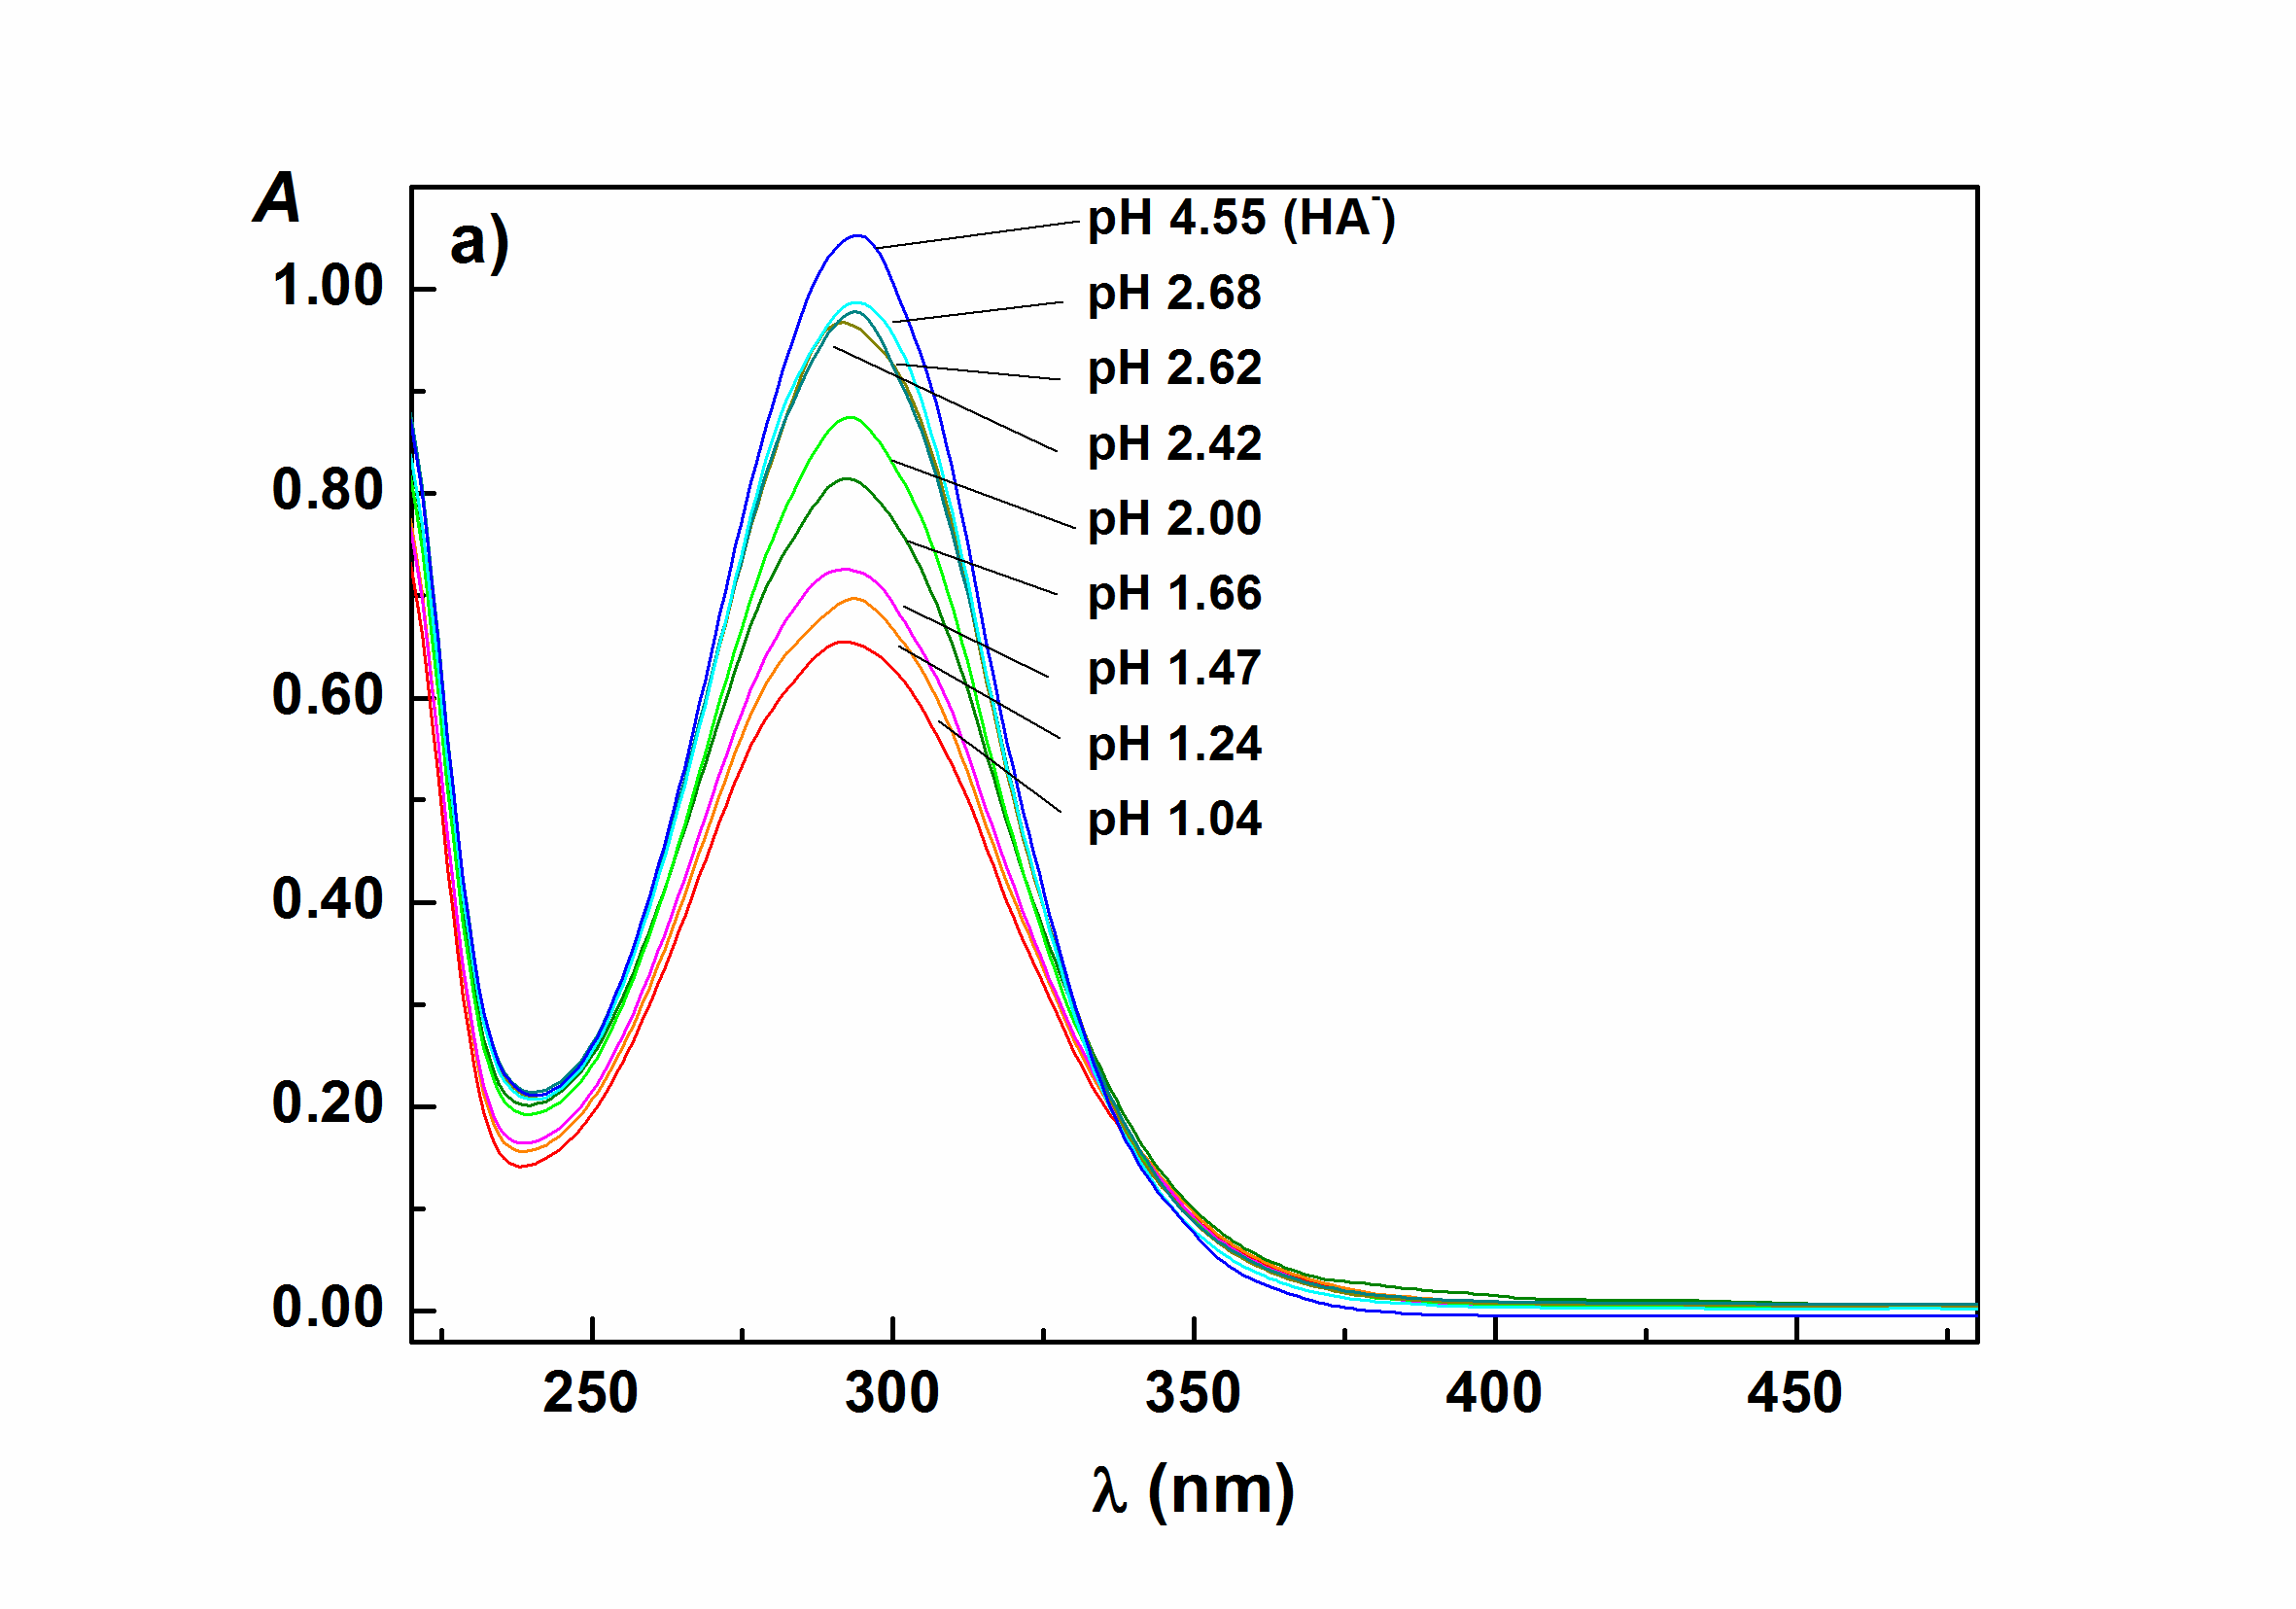 A
a)
pH 4.55 (HA⁻)
pH 2.68
pH 2.62
pH 2.42
pH 2.00
pH 1.66
pH 1.47
pH 1.24
pH 1.04
1.00
0.80
0.60
0.40
0.20
0.00
250 300 350 400 450
λ (nm)